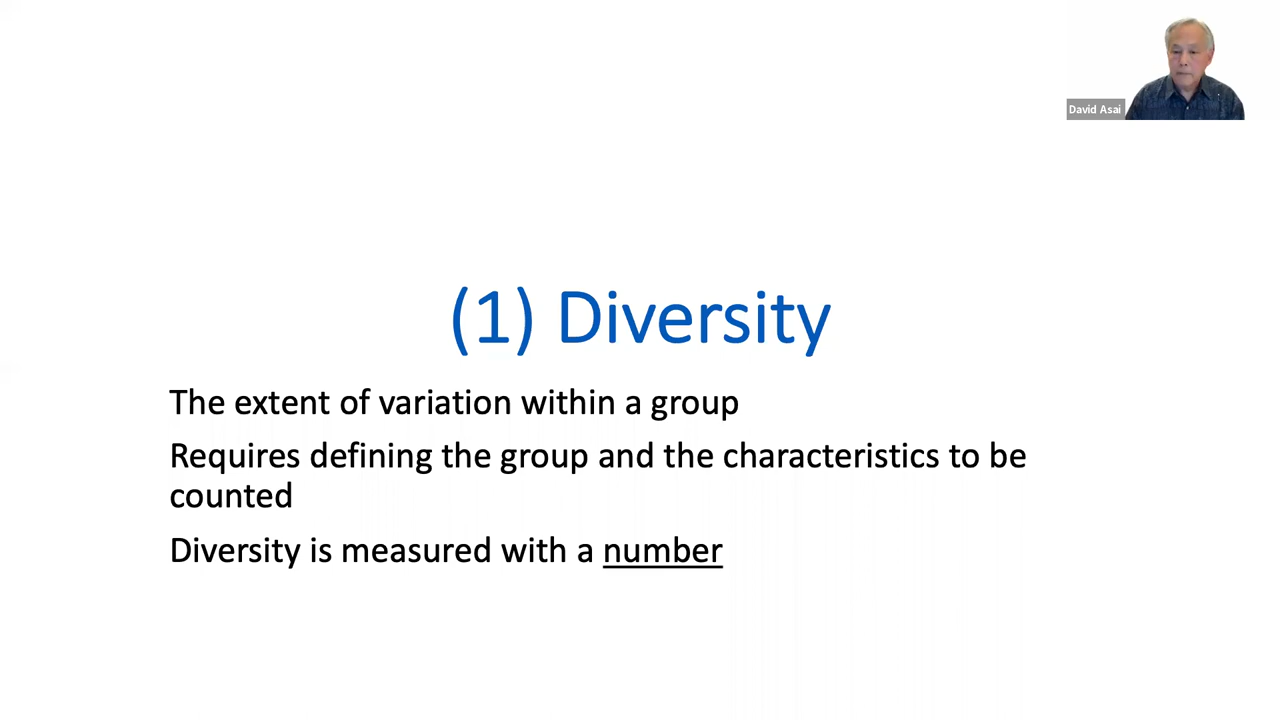 David Asai
(1) Diversity
The extent of variation within a group
Requires defining the group and the characteristics to be
counted
Diversity is measured with a number